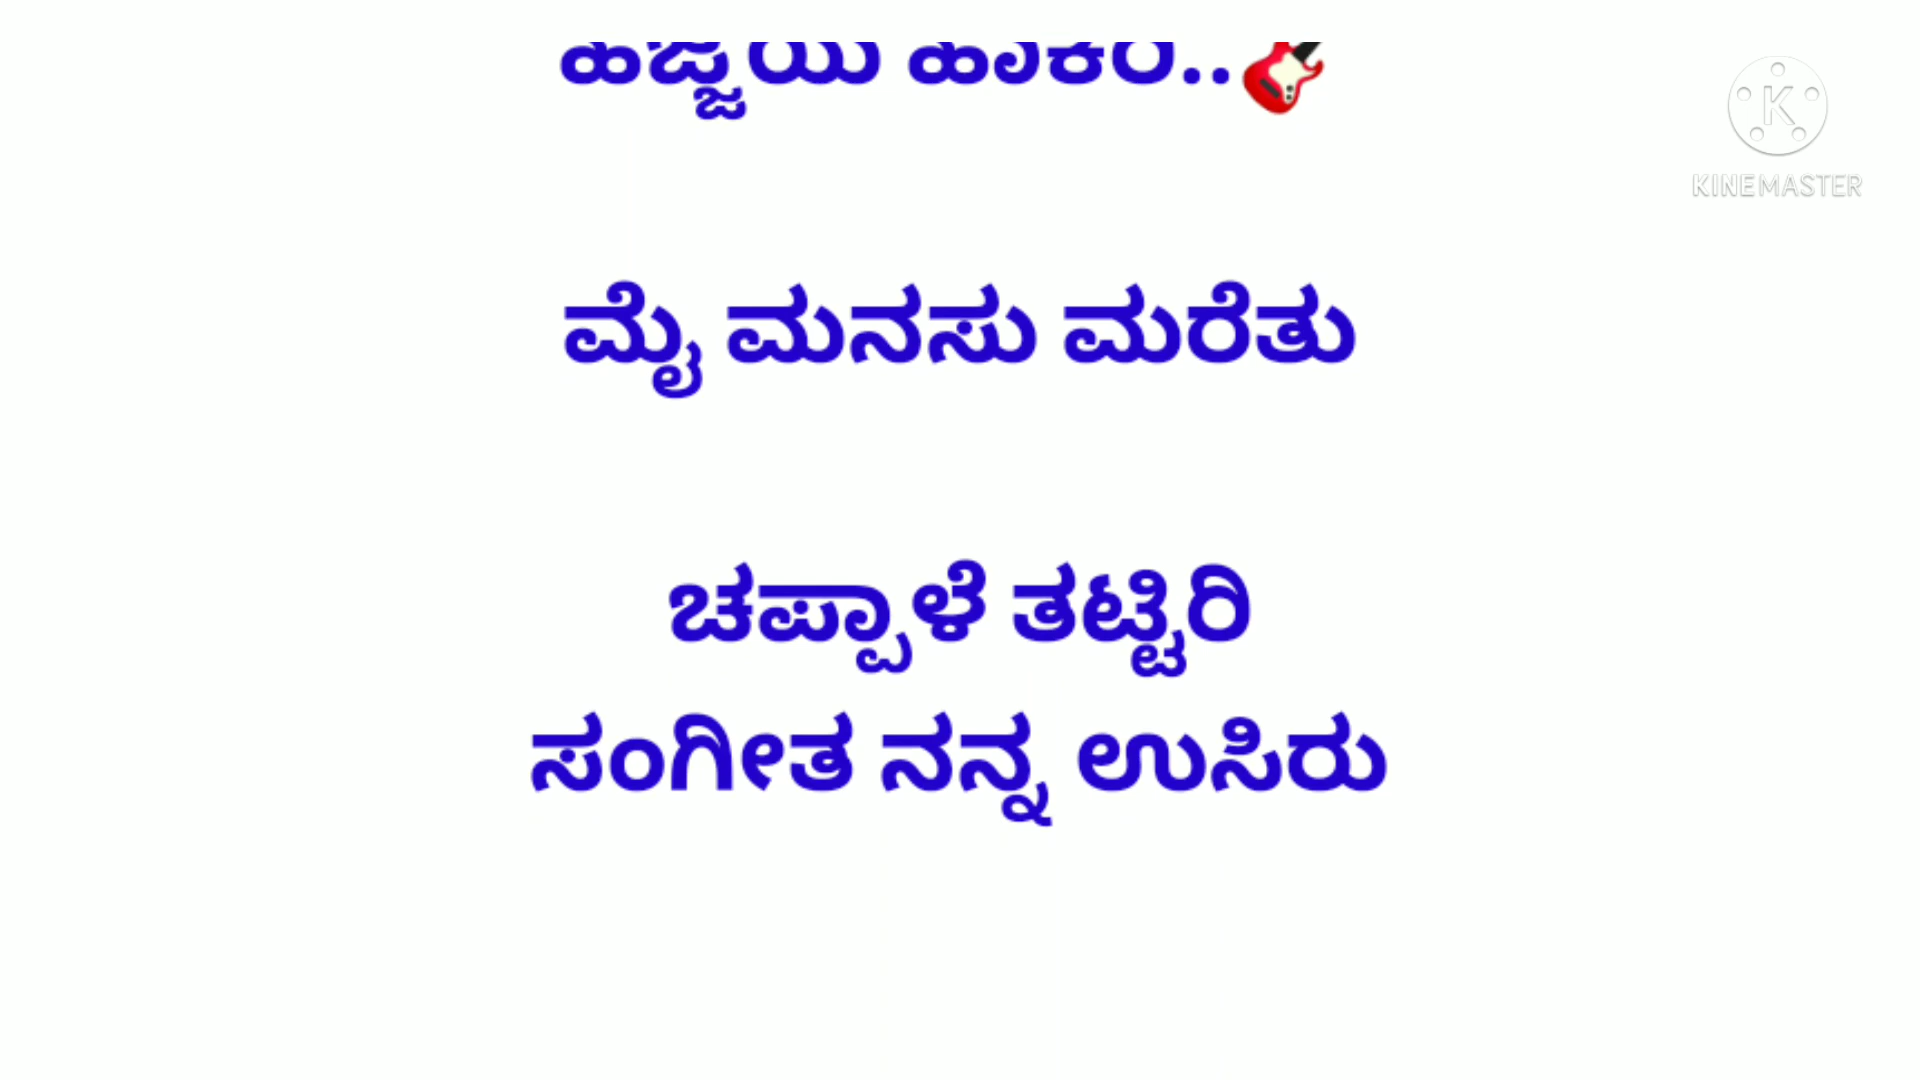 ಮೈ ಮನಸು ಮರೆತು
ಚಪ್ಪಾಳೆ ತಟ್ಟಿರಿ
ಸಂಗೀತ ನನ್ನ ಉಸಿರು
K
KINEMASTER